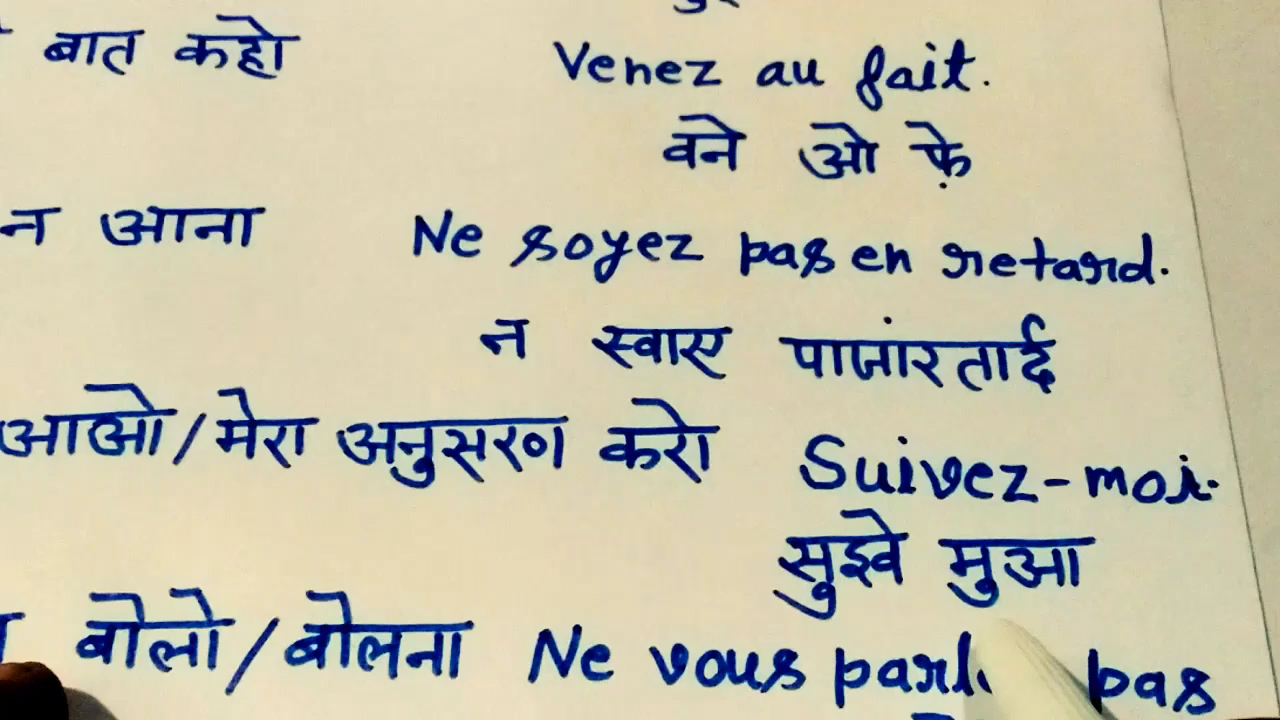 बात कहो Venez au fait.
वने ओ फ़े
न आना Ne soyez pas en retard.
न स्वाए पाजांरतार्द
आओ/मेरा अनुसरण करो Suivez-moi.
सुइवे मुआ
बोलो/बोलना Ne vous pas